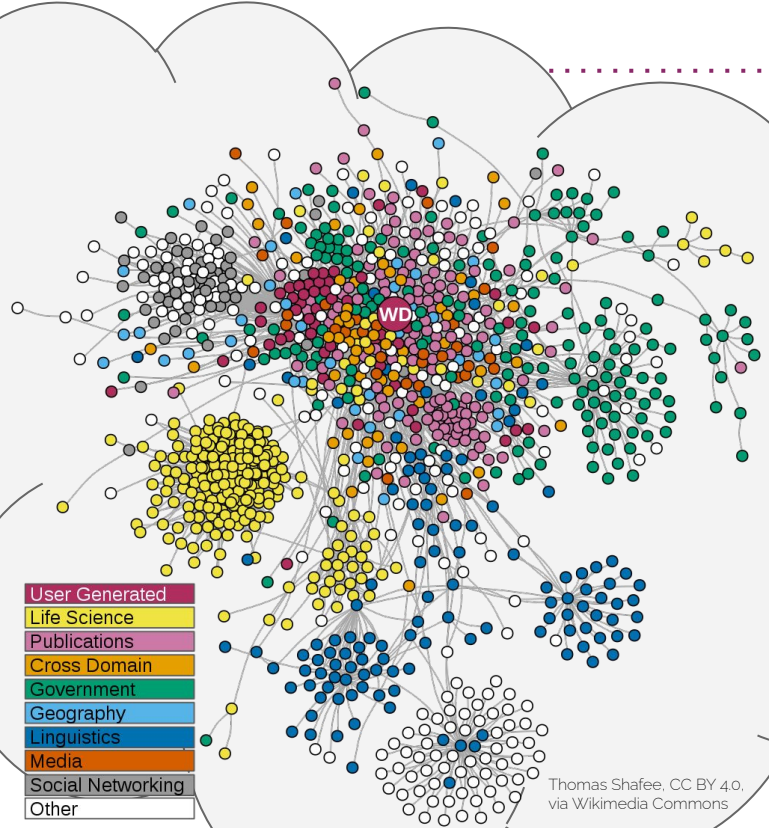 WD
User Generated
Life Science
Publications
Cross Domain
Government
Geography
Linguistics
Media
Social Networking
Other
Thomas Shafee, CC BY 4.0,
via Wikimedia Commons